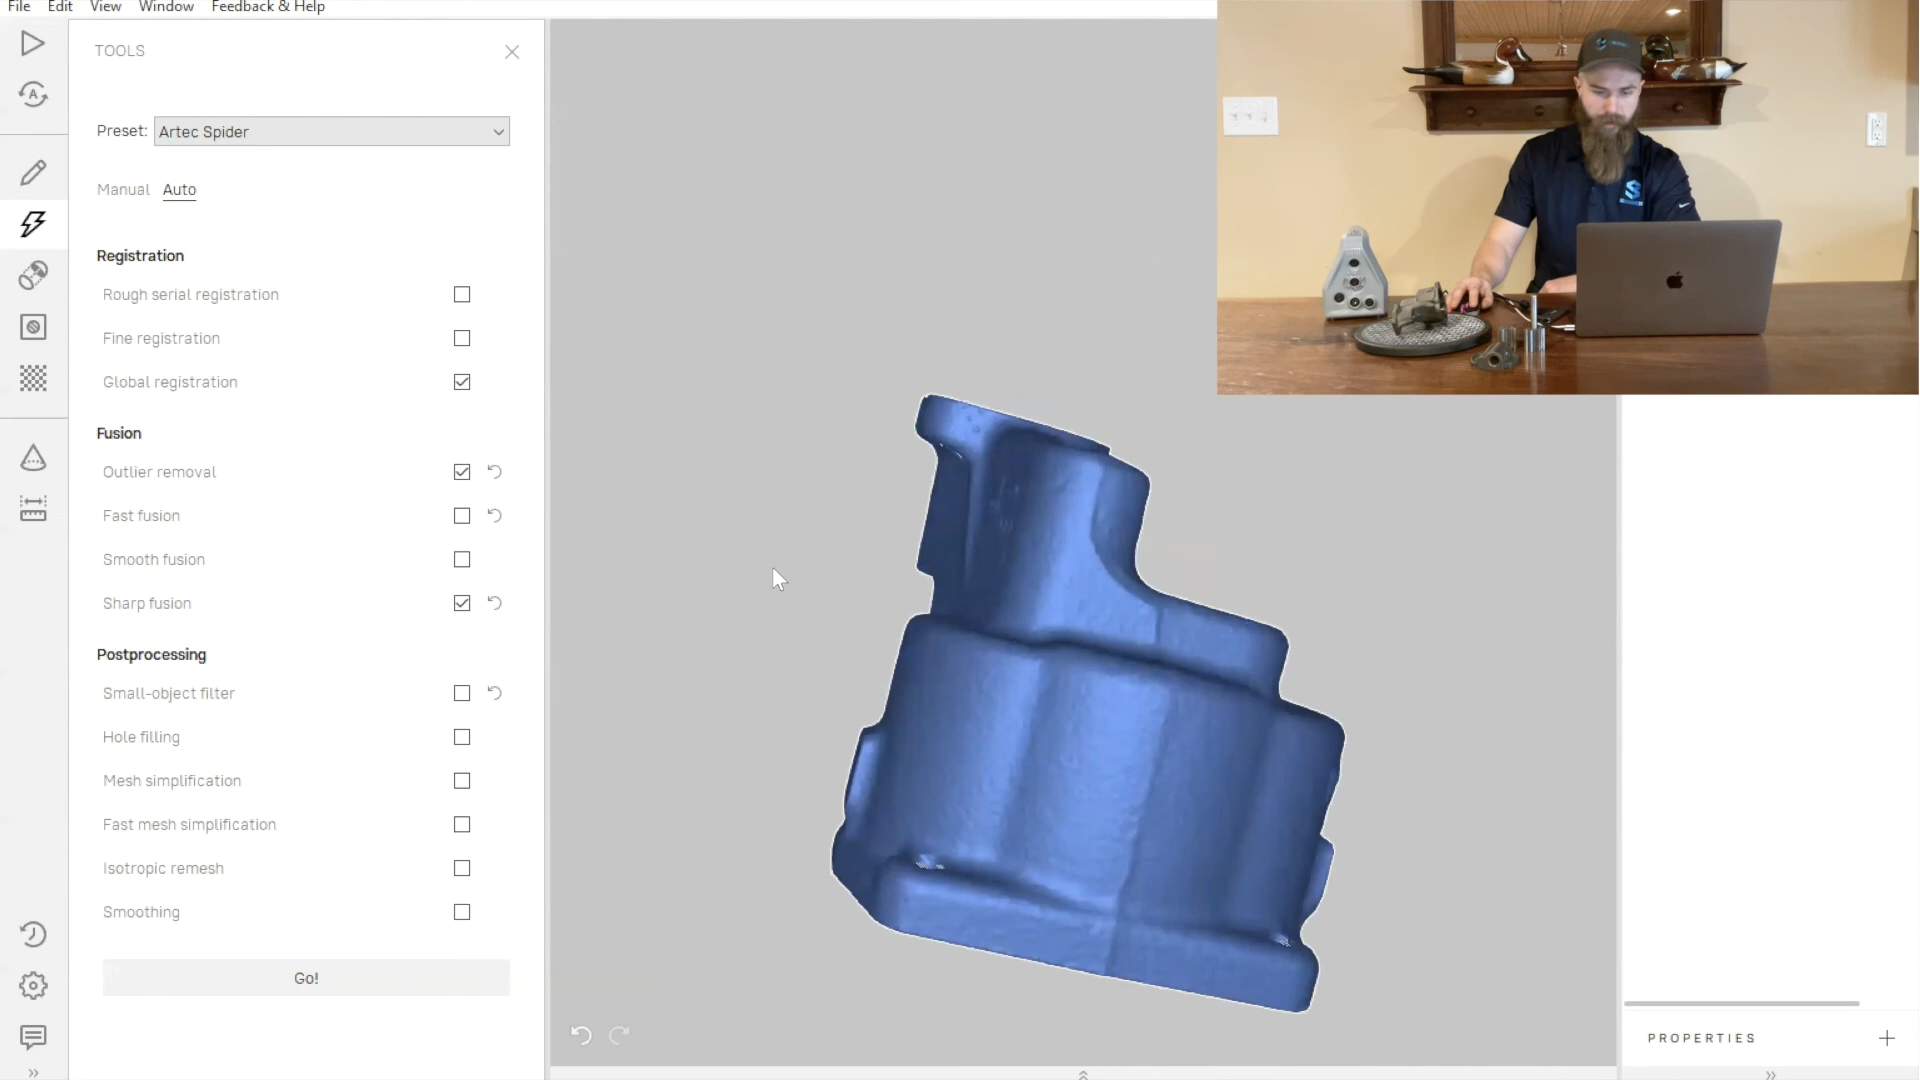 File Edit View Window Feedback & Help
TOOLS
Preset: Artec Spider
Manual Auto
Registration
Rough serial registration
Fine registration
Global registration
Fusion
Outlier removal
Fast fusion
Smooth fusion
Sharp fusion
Postprocessing
Small-object filter
Hole filling
Mesh simplification
Fast mesh simplification
Isotropic remesh
Smoothing
Go!
PROPERTIES